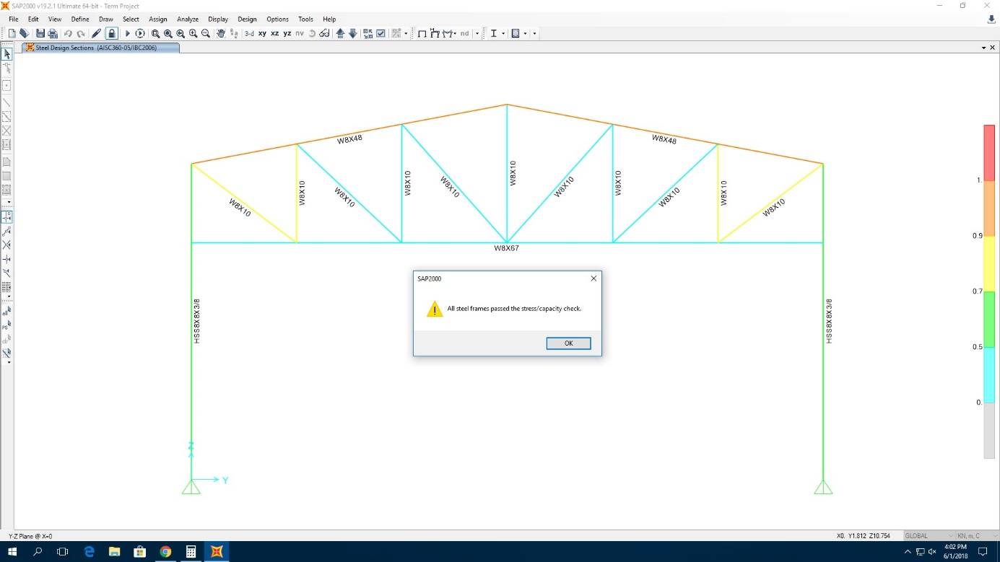 SAP2000 v19.2.1 Ultimate 64-bit - Term Project
File Edit View Define Draw Select Assign Analyze Display Design Options Tools Help
3-d xy xz yz nv nd
Steel Design Sections (AISC360-05/IBC2006)
W8X48
W8X48
W8X10
W8X10
W8X10
W8X10
W8X10
W8X10
W8X10
W8X10
W8X10
W8X10
W8X10
W8X67
HSS8X8X3/8
HSS8X8X3/8
SAP2000
All steel frames passed the stress/capacity check.
OK
1.
0.9
0.7
0.5
0.
Z
Y
Y-Z Plane @ X=0
X0. Y1.812 Z10.754
GLOBAL
KN, m, C
4:02 PM
6/1/2018